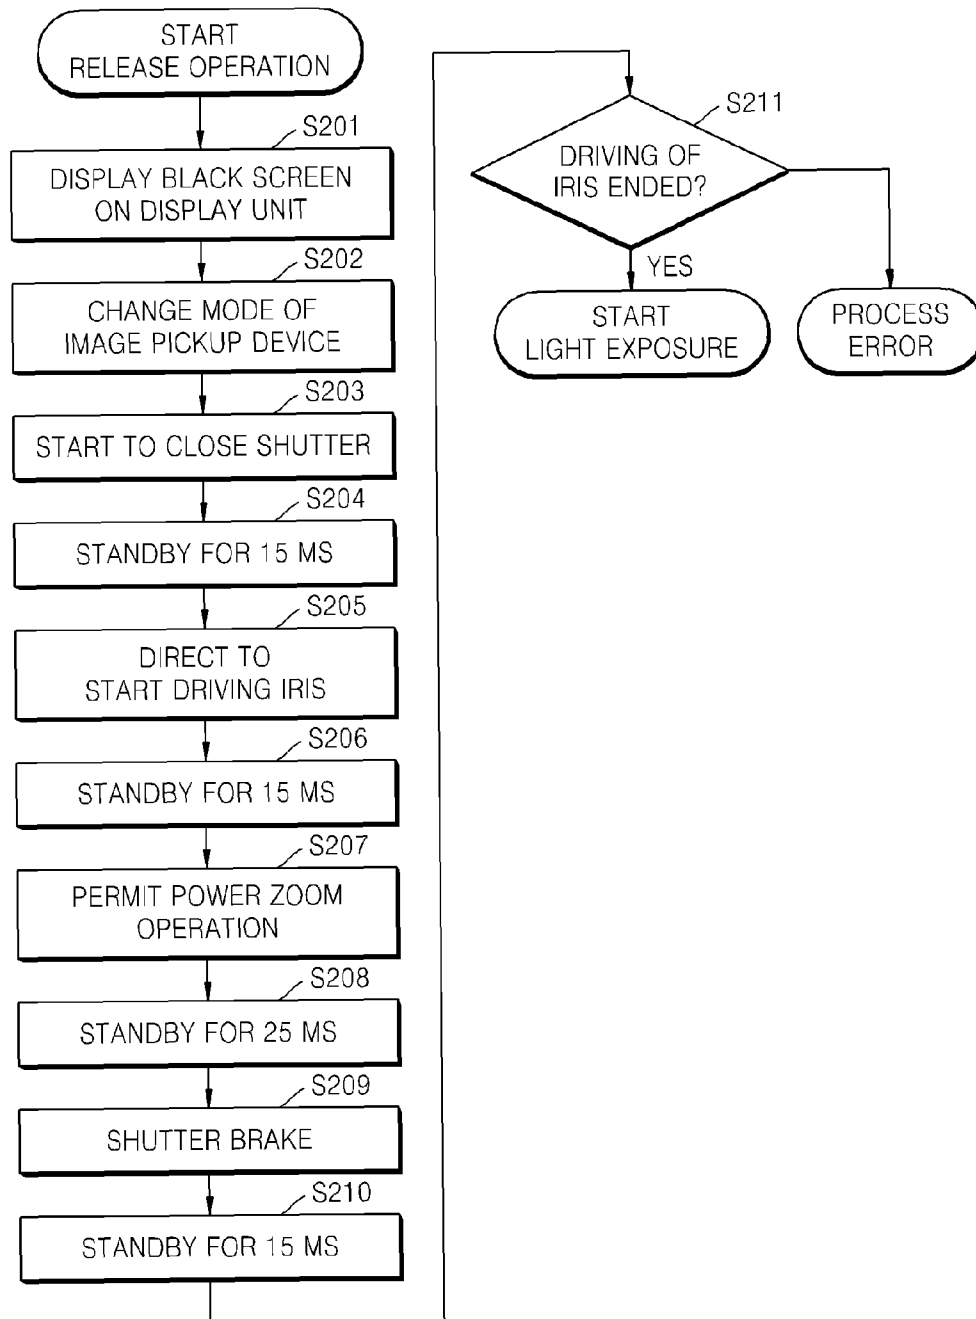 START
RELEASE OPERATION
S201
DISPLAY BLACK SCREEN
ON DISPLAY UNIT
S202
CHANGE MODE OF
IMAGE PICKUP DEVICE
S203
START TO CLOSE SHUTTER
S204
STANDBY FOR 15 MS
S205
DIRECT TO
START DRIVING IRIS
S206
STANDBY FOR 15 MS
S207
PERMIT POWER ZOOM
OPERATION
S208
STANDBY FOR 25 MS
S209
SHUTTER BRAKE
S210
STANDBY FOR 15 MS
S211
DRIVING OF
IRIS ENDED?
YES
START
LIGHT EXPOSURE
PROCESS
ERROR